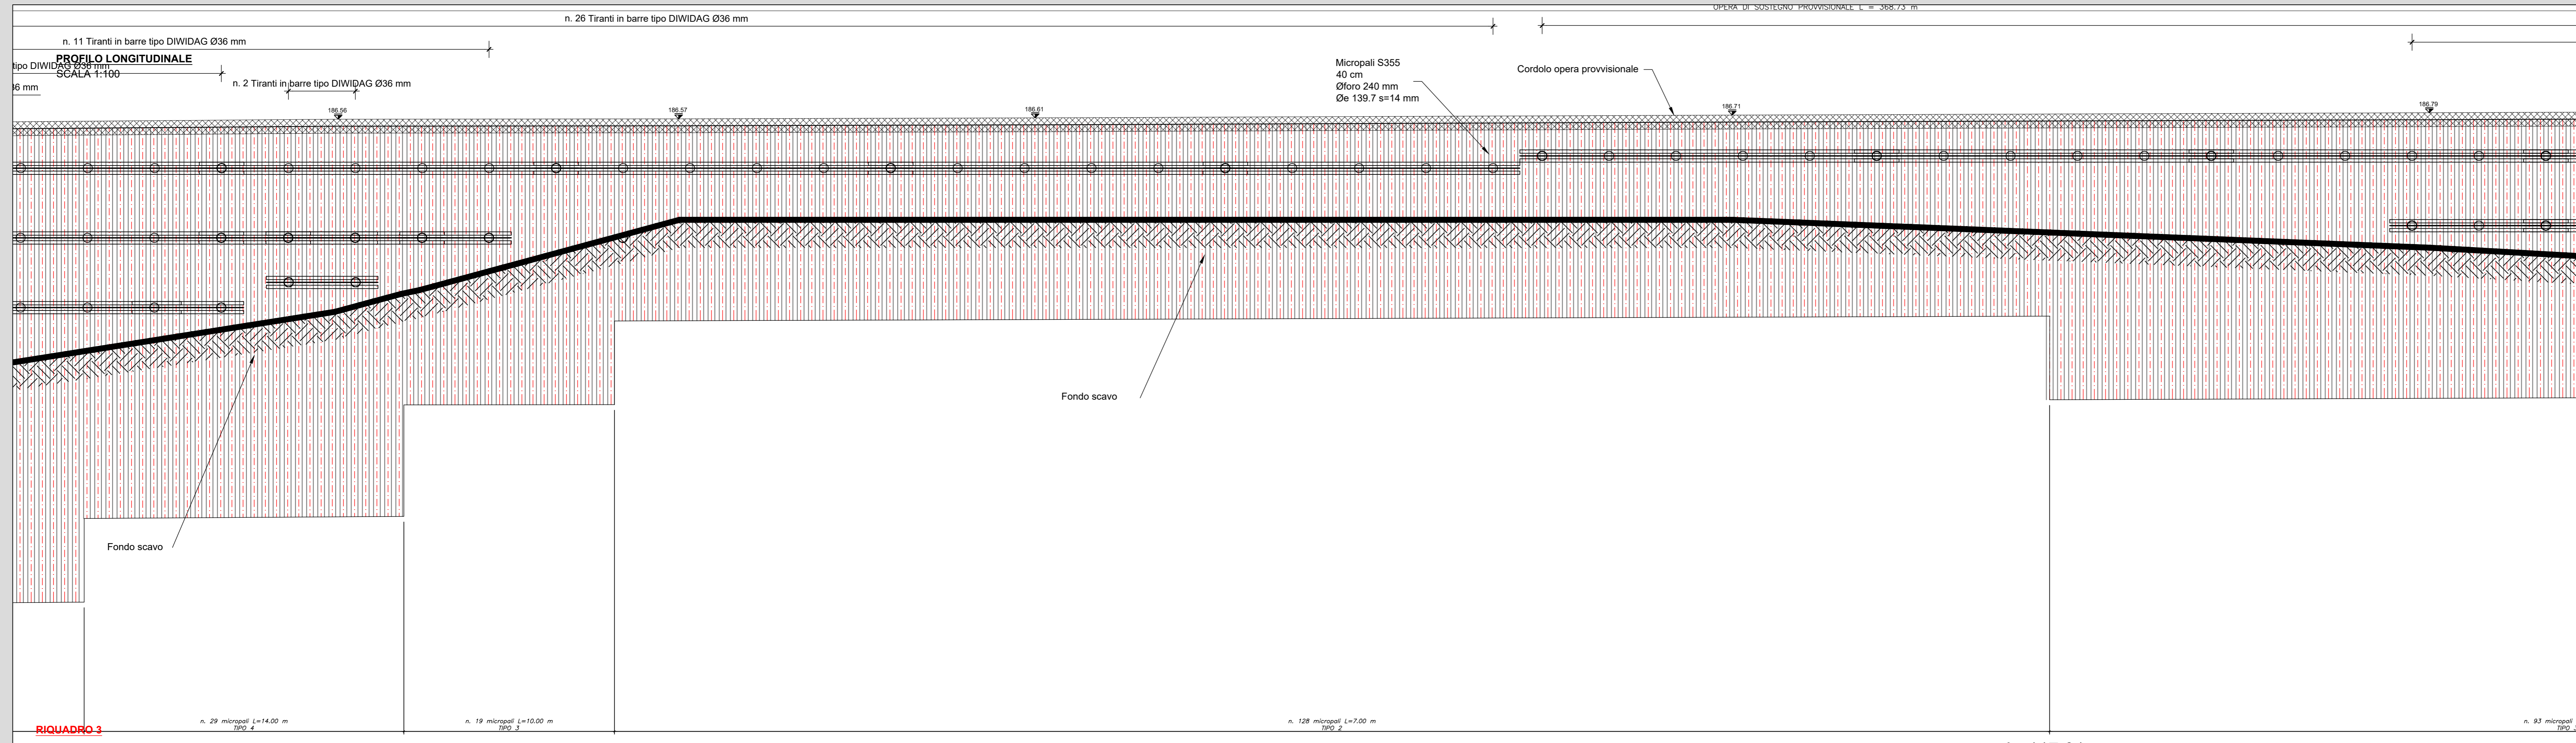 OPERA DI SOSTEGNO PROVVISIONALE L = 368.73 m
n. 26 Tiranti in barre tipo DIWIDAG Ø36 mm
n. 11 Tiranti in barre tipo DIWIDAG Ø36 mm
PROFILO LONGITUDINALE
tipo DIWIDAG Ø36 mm
SCALA 1:100
n. 2 Tiranti in barre tipo DIWIDAG Ø36 mm
36 mm
Micropali S355
40 cm
Øforo 240 mm
Øe 139.7 s=14 mm
Cordolo opera provvisionale
186.56
186.57
186.61
186.71
186.79
Fondo scavo
Fondo scavo
n. 29 micropali L=14.00 m
TIPO 4
n. 19 micropali L=10.00 m
TIPO 3
n. 128 micropali L=7.00 m
TIPO 2
n. 93 micropali
TIPO
RIQUADRO 3